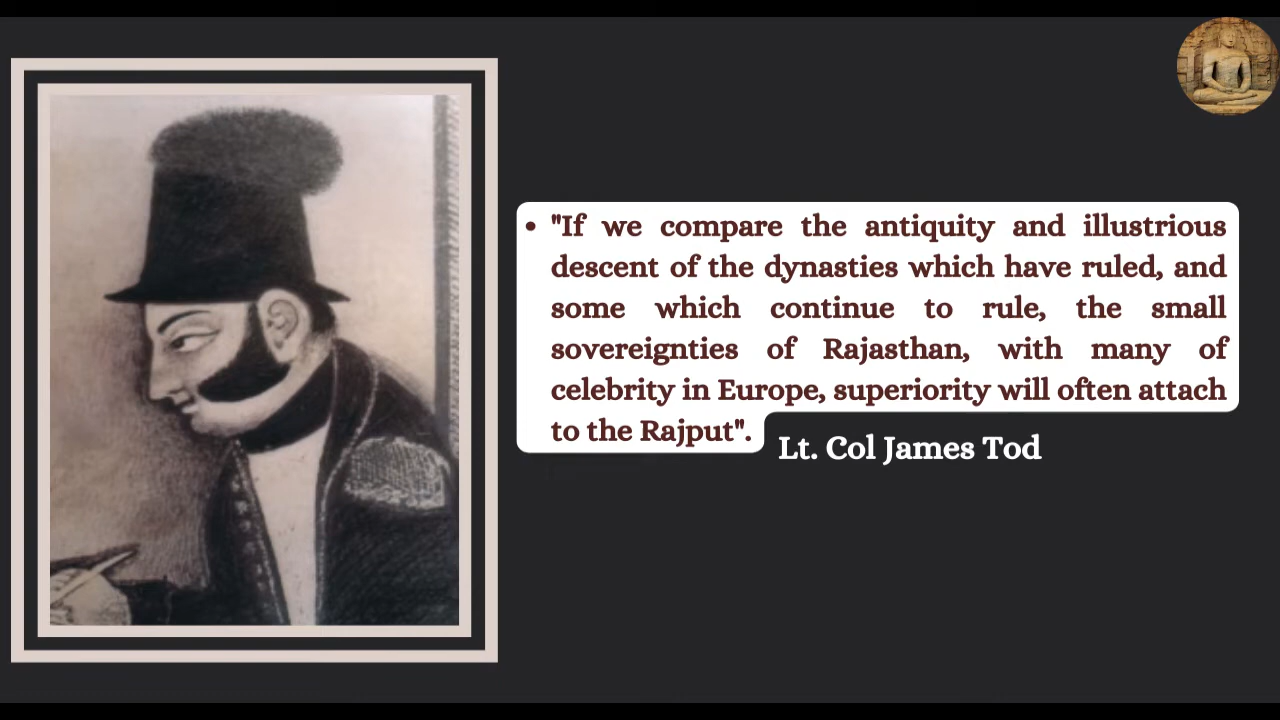 • "If we compare the antiquity and illustrious
descent of the dynasties which have ruled, and
some which continue to rule, the small
sovereignties of Rajasthan, with many of
celebrity in Europe, superiority will often attach
to the Rajput".
Lt. Col James Tod